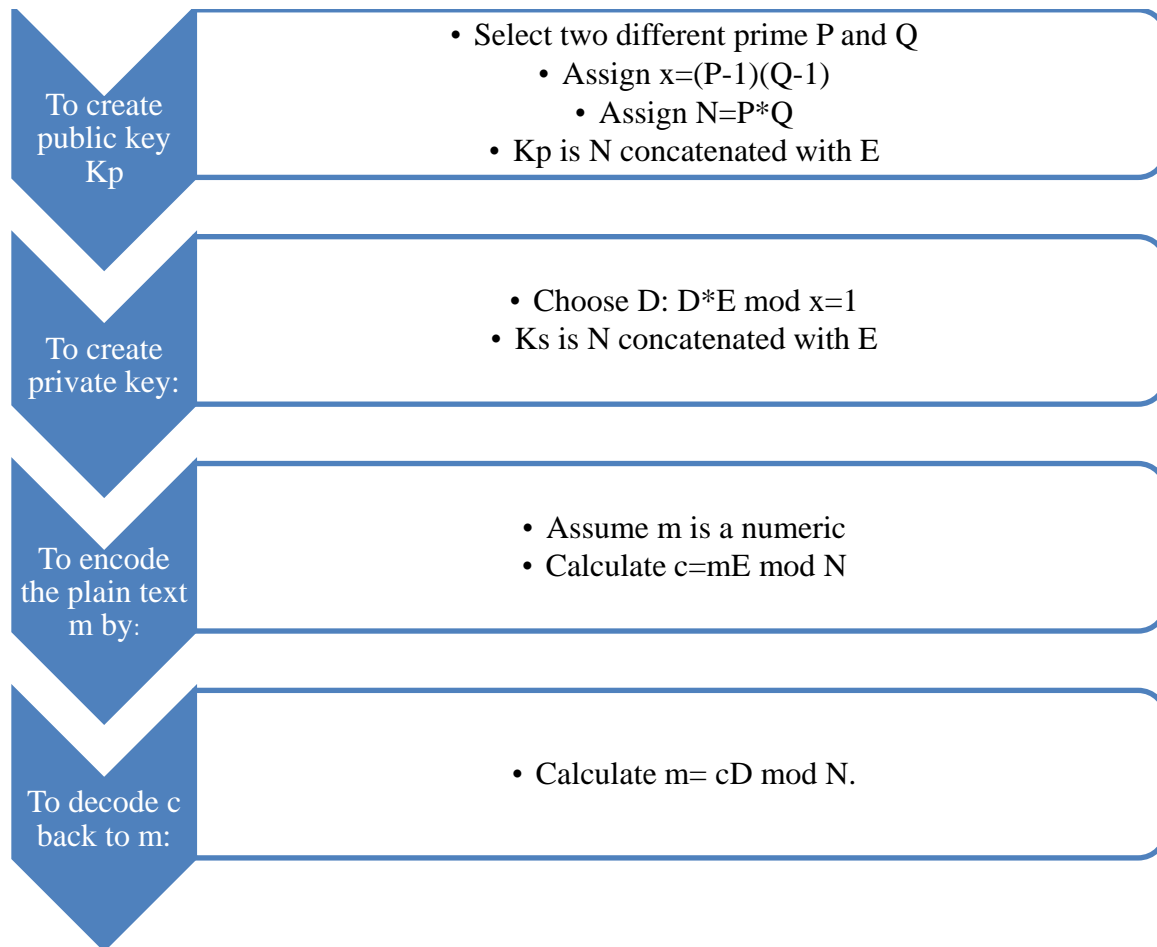 To create
public key
Kp
• Select two different prime P and Q
• Assign x=(P-1)(Q-1)
• Assign N=P*Q
• Kp is N concatenated with E
To create
private key:
• Choose D: D*E mod x=1
• Ks is N concatenated with E
To encode
the plain text
m by:
• Assume m is a numeric
• Calculate c=mE mod N
To decode c
back to m:
• Calculate m= cD mod N.